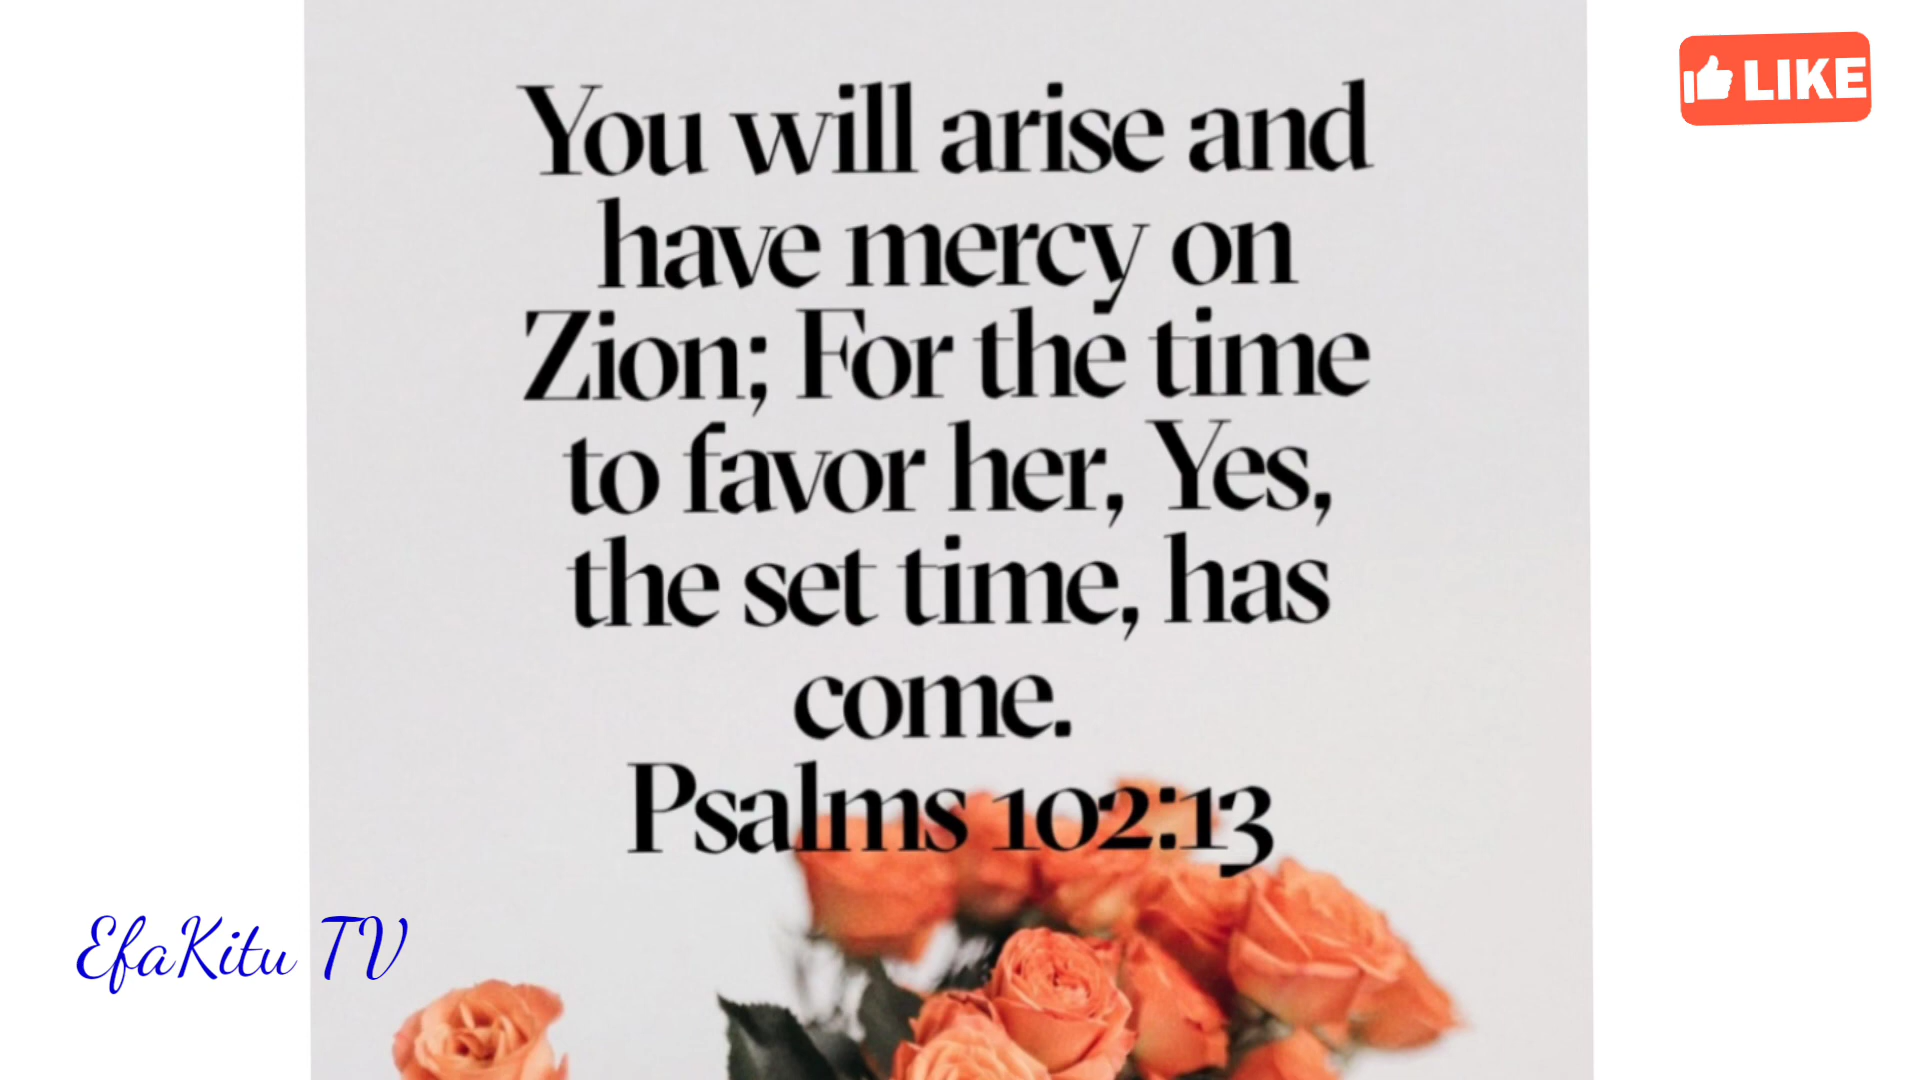 You will arise and
have mercy on
Zion; For the time
to favor her, Yes,
the set time, has
come.
Psalms 102:13
LIKE
EfaKitu TV